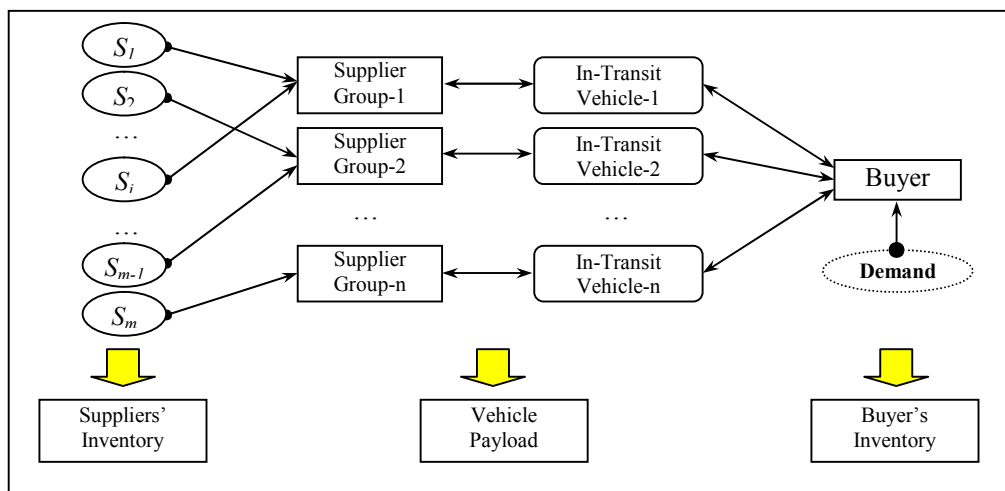 S1
S2
…
Si
…
Sm-1
Sm
Supplier
Group-1
Supplier
Group-2
…
Supplier
Group-n
In-Transit
Vehicle-1
In-Transit
Vehicle-2
…
In-Transit
Vehicle-n
Buyer
Demand
Suppliers'
Inventory
Vehicle
Payload
Buyer's
Inventory